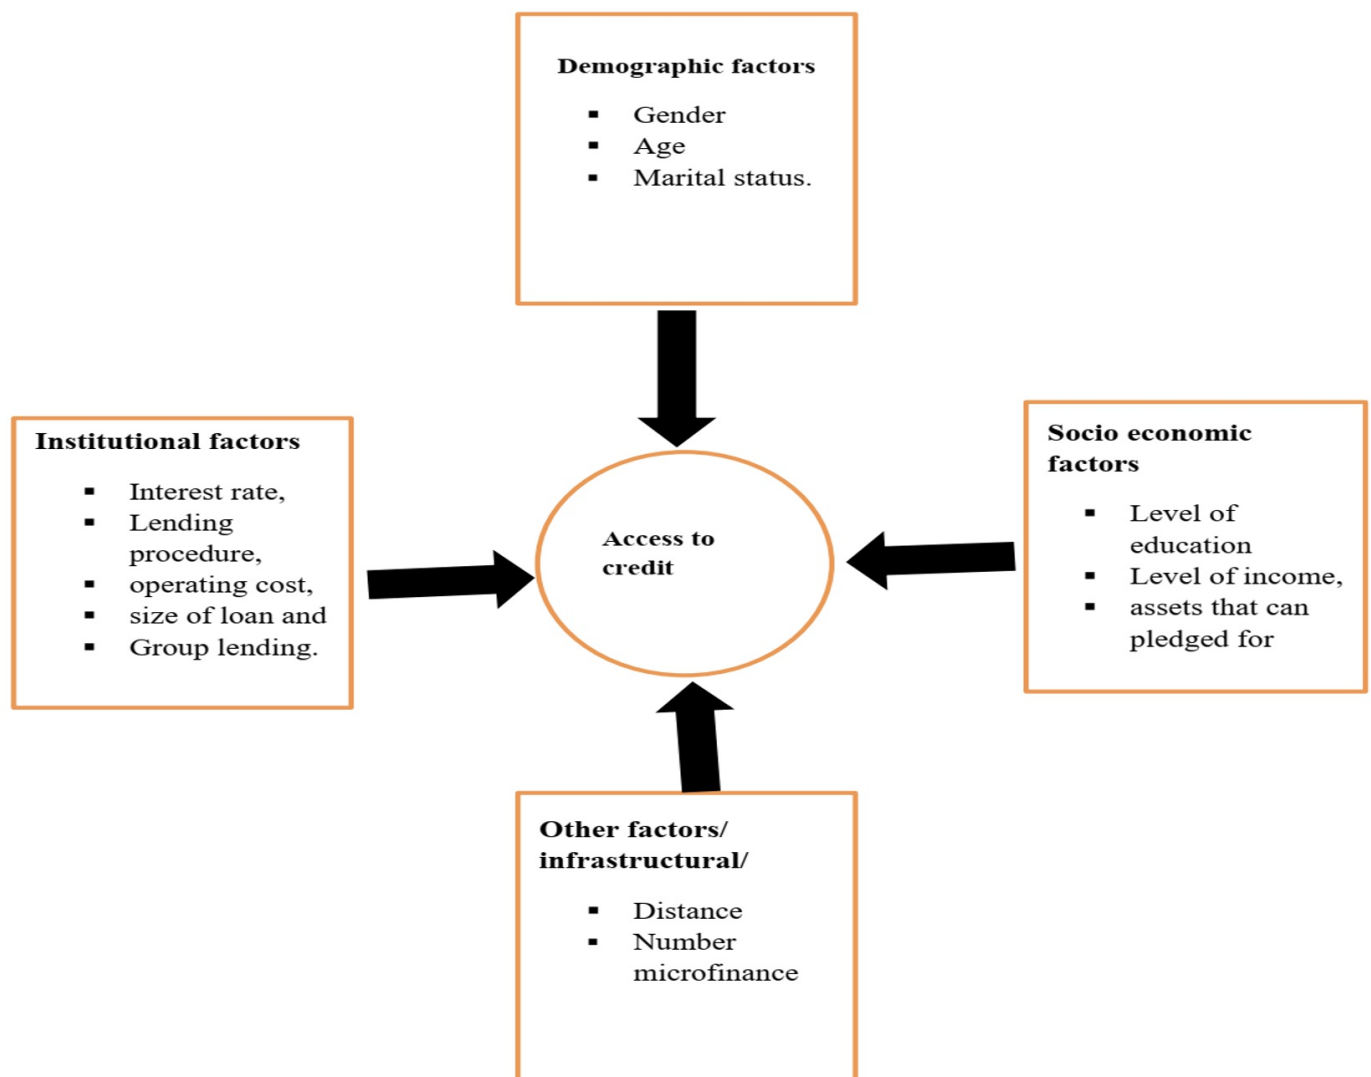 Demographic factors
▪ Gender
▪ Age
▪ Marital status.
Institutional factors
▪ Interest rate,
▪ Lending
procedure,
▪ operating cost,
▪ size of loan and
▪ Group lending.
Access to
credit
Socio economic
factors
▪ Level of
education
▪ Level of income,
▪ assets that can
pledged for
Other factors/
infrastructural/
▪ Distance
▪ Number
microfinance